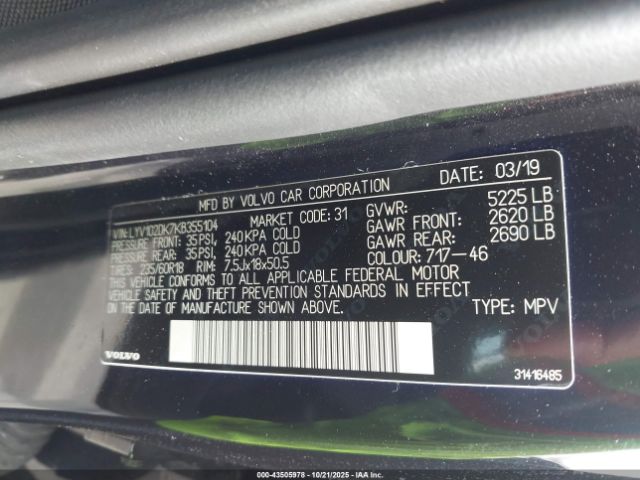 MFD BY VOLVO CAR CORPORATION DATE: 03/19
VIN:LYV102DK7KB355104 MARKET CODE:31 GVWR: 5225 LB
PRESSURE FRONT: 35PSI, 240KPA COLD GAWR FRONT: 2620 LB
PRESSURE REAR: 35PSI, 240KPA COLD GAWR REAR: 2690 LB
TIRES: 235/60R18 RIM: 7.5Jx18x50.5 COLOUR: 717-46
THIS VEHICLE CONFORMS TO ALL APPLICABLE FEDERAL MOTOR
VEHICLE SAFETY AND THEFT PREVENTION STANDARDS IN EFFECT
ON THE DATE OF MANUFACTURE SHOWN ABOVE. TYPE: MPV
VOLVO 31416485
000-43505978 - 10/21/2025 - IAAI.com